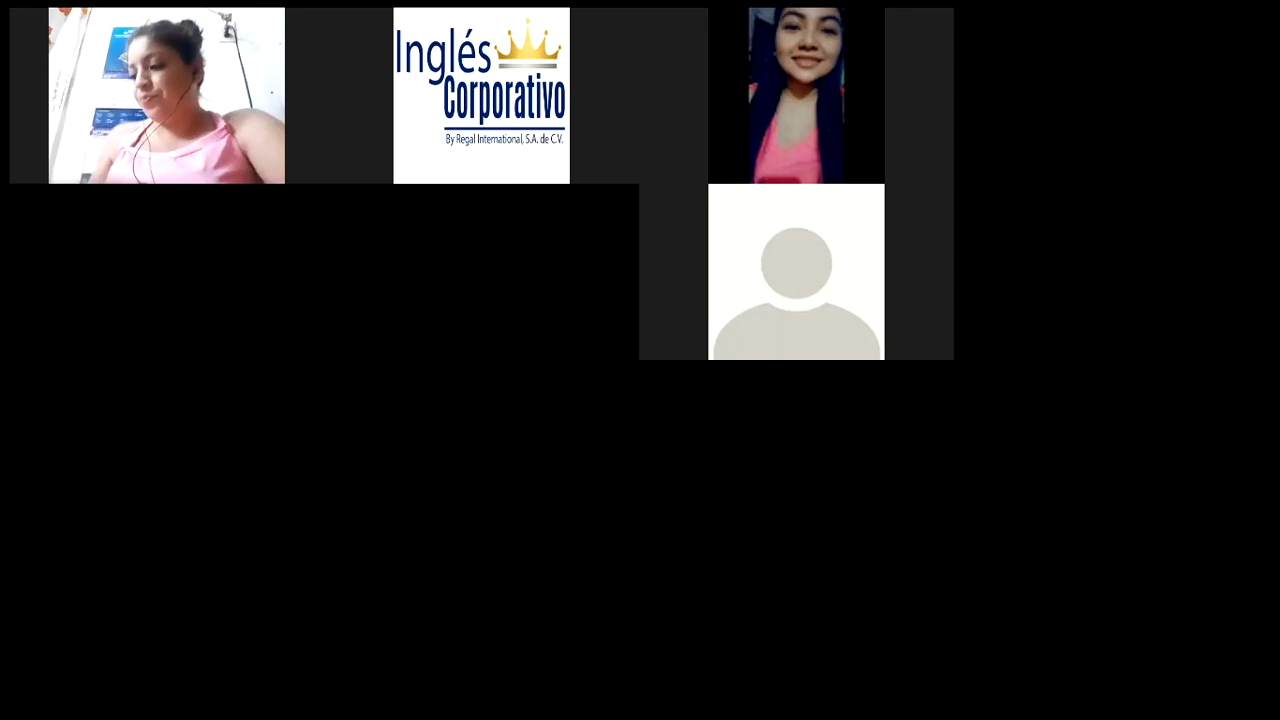 Inglés
Corporativo
By Regal International, S.A. de C.V.